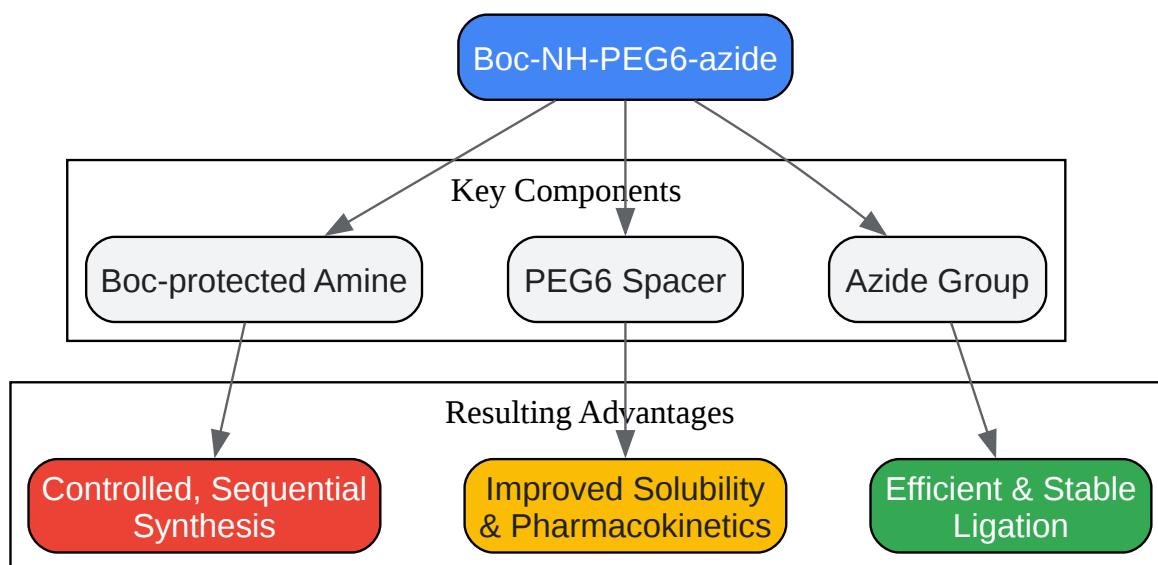 Boc-NH-PEG6-azide
Key Components
Boc-protected Amine
PEG6 Spacer
Azide Group
Resulting Advantages
Controlled, Sequential
Synthesis
Improved Solubility
& Pharmacokinetics
Efficient & Stable
Ligation